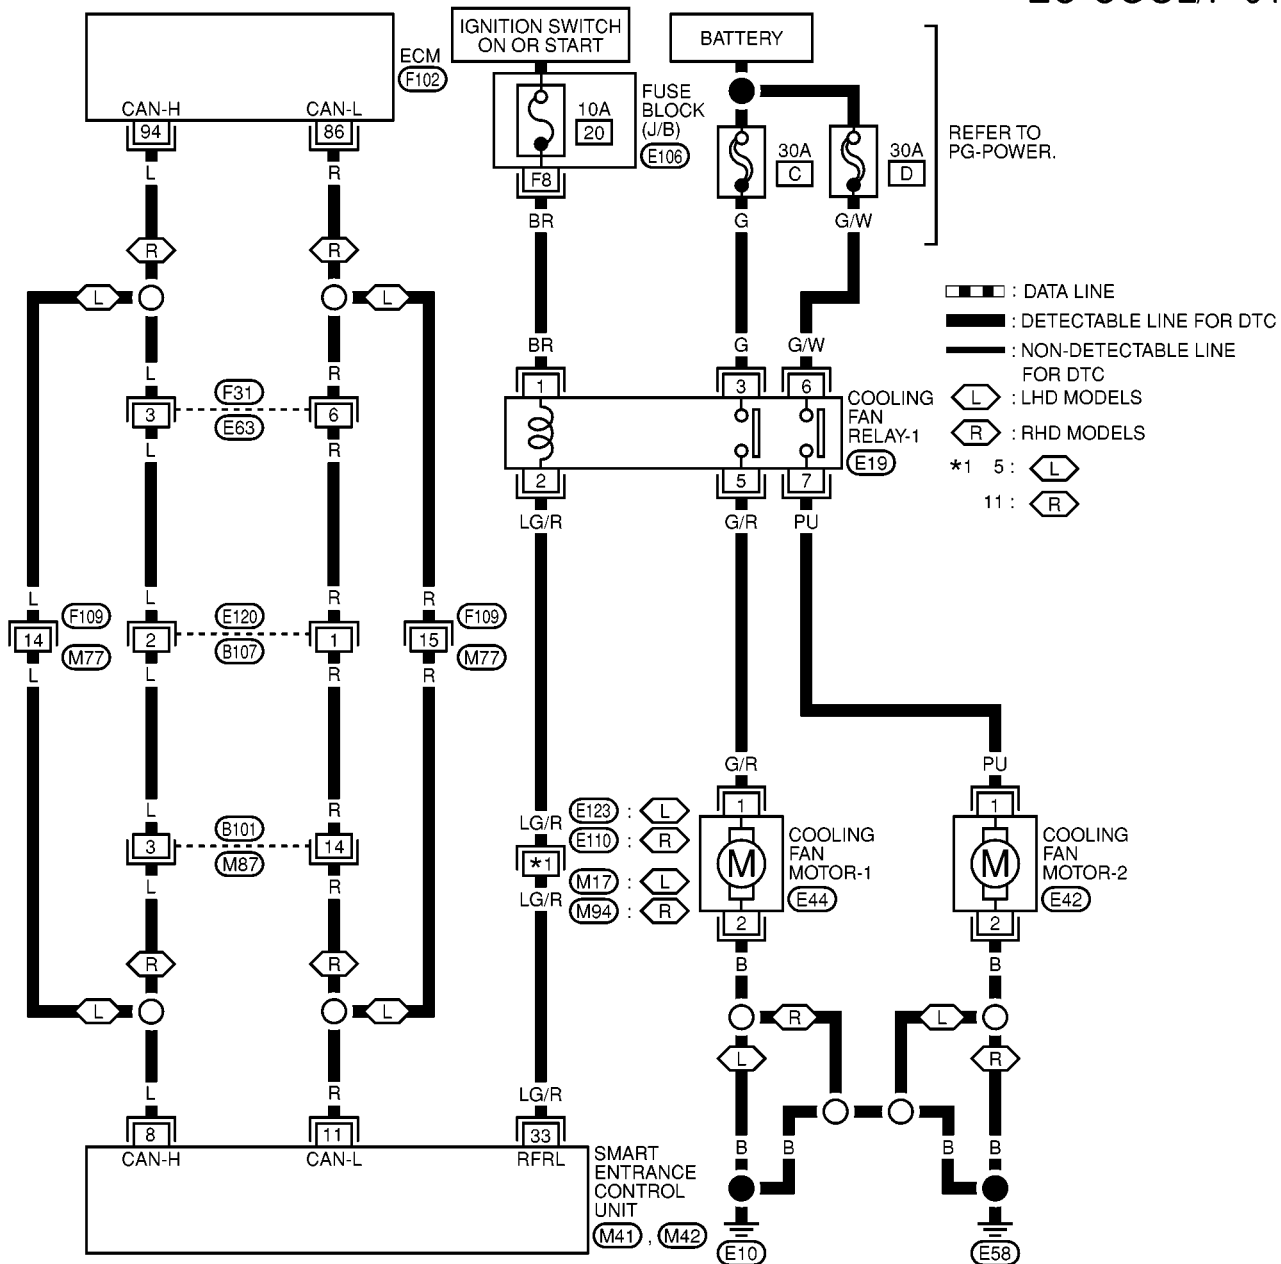 IGNITION SWITCH
ON OR START
BATTERY
ECM
F102
CAN-H
CAN-L
94
86
10A
20
FUSE
BLOCK
(J/B)
E106
F8
30A
C
30A
D
REFER TO
PG-POWER.
L
R
BR
G
G/W
R
R
L
L
: DATA LINE
: DETECTABLE LINE FOR DTC
: NON-DETECTABLE LINE
FOR DTC
L : LHD MODELS
R : RHD MODELS
*1 5 : L
11 : R
BR
G
G/W
L
R
1
3
6
COOLING
FAN
RELAY-1
E19
3
F31
E63
6
L
R
2
5
7
LG/R
G/R
PU
L
L
R
R
14
F109
M77
2
E120
B107
1
15
F109
M77
L
L
R
R
G/R
PU
L
R
LG/R
E123 : L
E110 : R
1
1
3
B101
M87
14
*1
M17 : L
M94 : R
LG/R
M
COOLING
FAN
MOTOR-1
E44
M
COOLING
FAN
MOTOR-2
E42
L
R
2
2
R
R
B
B
L
L
R
L
L
R
L
R
LG/R
8
11
33
CAN-H
CAN-L
RFRL
SMART
ENTRANCE
CONTROL
UNIT
M41 , M42
B
B
B
B
E10
E58